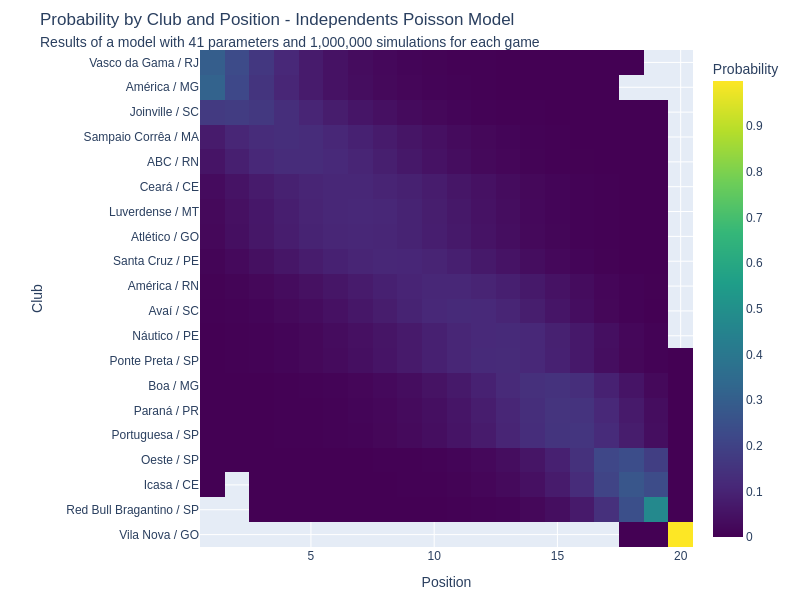 Probability by Club and Position - Independents Poisson Model
Results of a model with 41 parameters and 1,000,000 simulations for each game
Probability
Vasco da Gama / RJ
América / MG
Joinville / SC
Sampaio Corrêa / MA
ABC / RN
Ceará / CE
Luverdense / MT
Atlético / GO
Santa Cruz / PE
América / RN
Avaí / SC
Náutico / PE
Ponte Preta / SP
Boa / MG
Paraná / PR
Portuguesa / SP
Oeste / SP
Icasa / CE
Red Bull Bragantino / SP
Vila Nova / GO
Club
5
10
15
20
Position
0.9
0.8
0.7
0.6
0.5
0.4
0.3
0.2
0.1
0